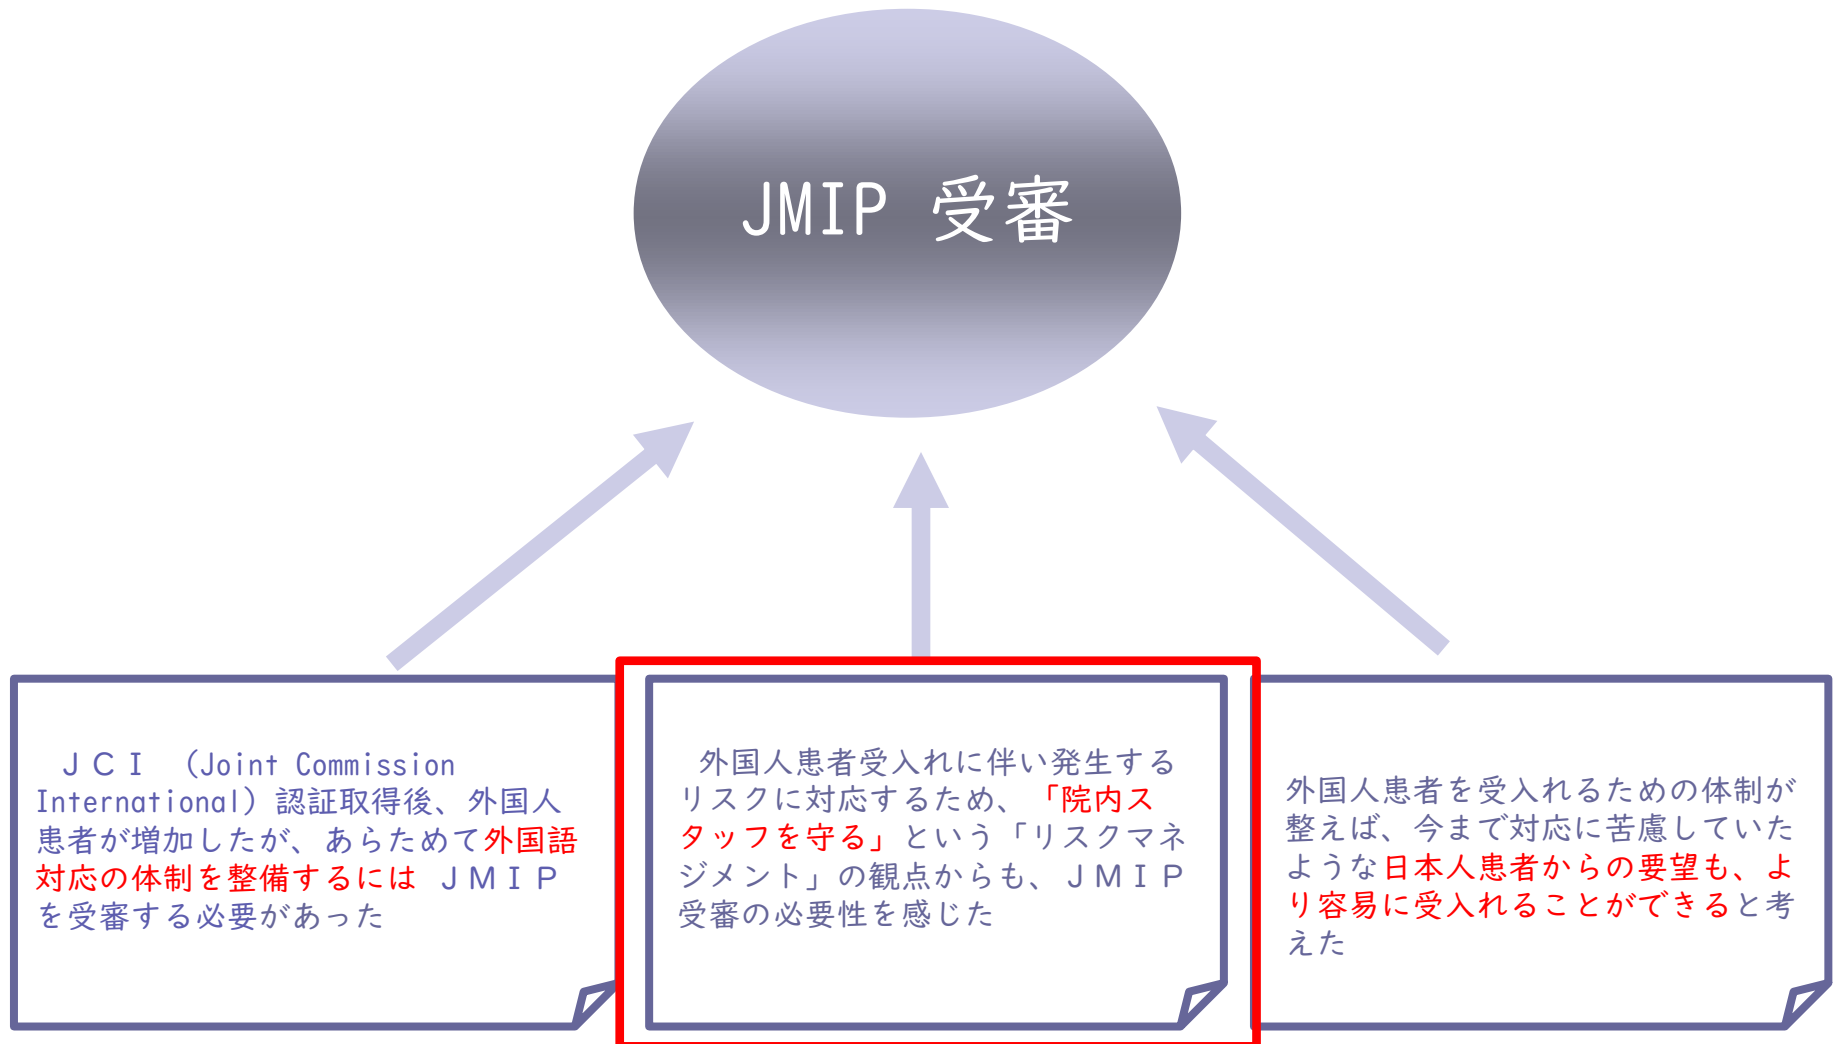 JMIP 受審
ＪＣＩ （Joint Commission
International）認証取得後、外国人
患者が増加したが、あらためて外国語
対応の体制を整備するには ＪＭＩＰ
を受審する必要があった
外国人患者受入れに伴い発生する
リスクに対応するため、「院内ス
タッフを守る」という「リスクマネ
ジメント」の観点からも、ＪＭＩＰ
受審の必要性を感じた
外国人患者を受入れるための体制が
整えば、今まで対応に苦慮していた
ような日本人患者からの要望も、よ
り容易に受入れることができると考
えた